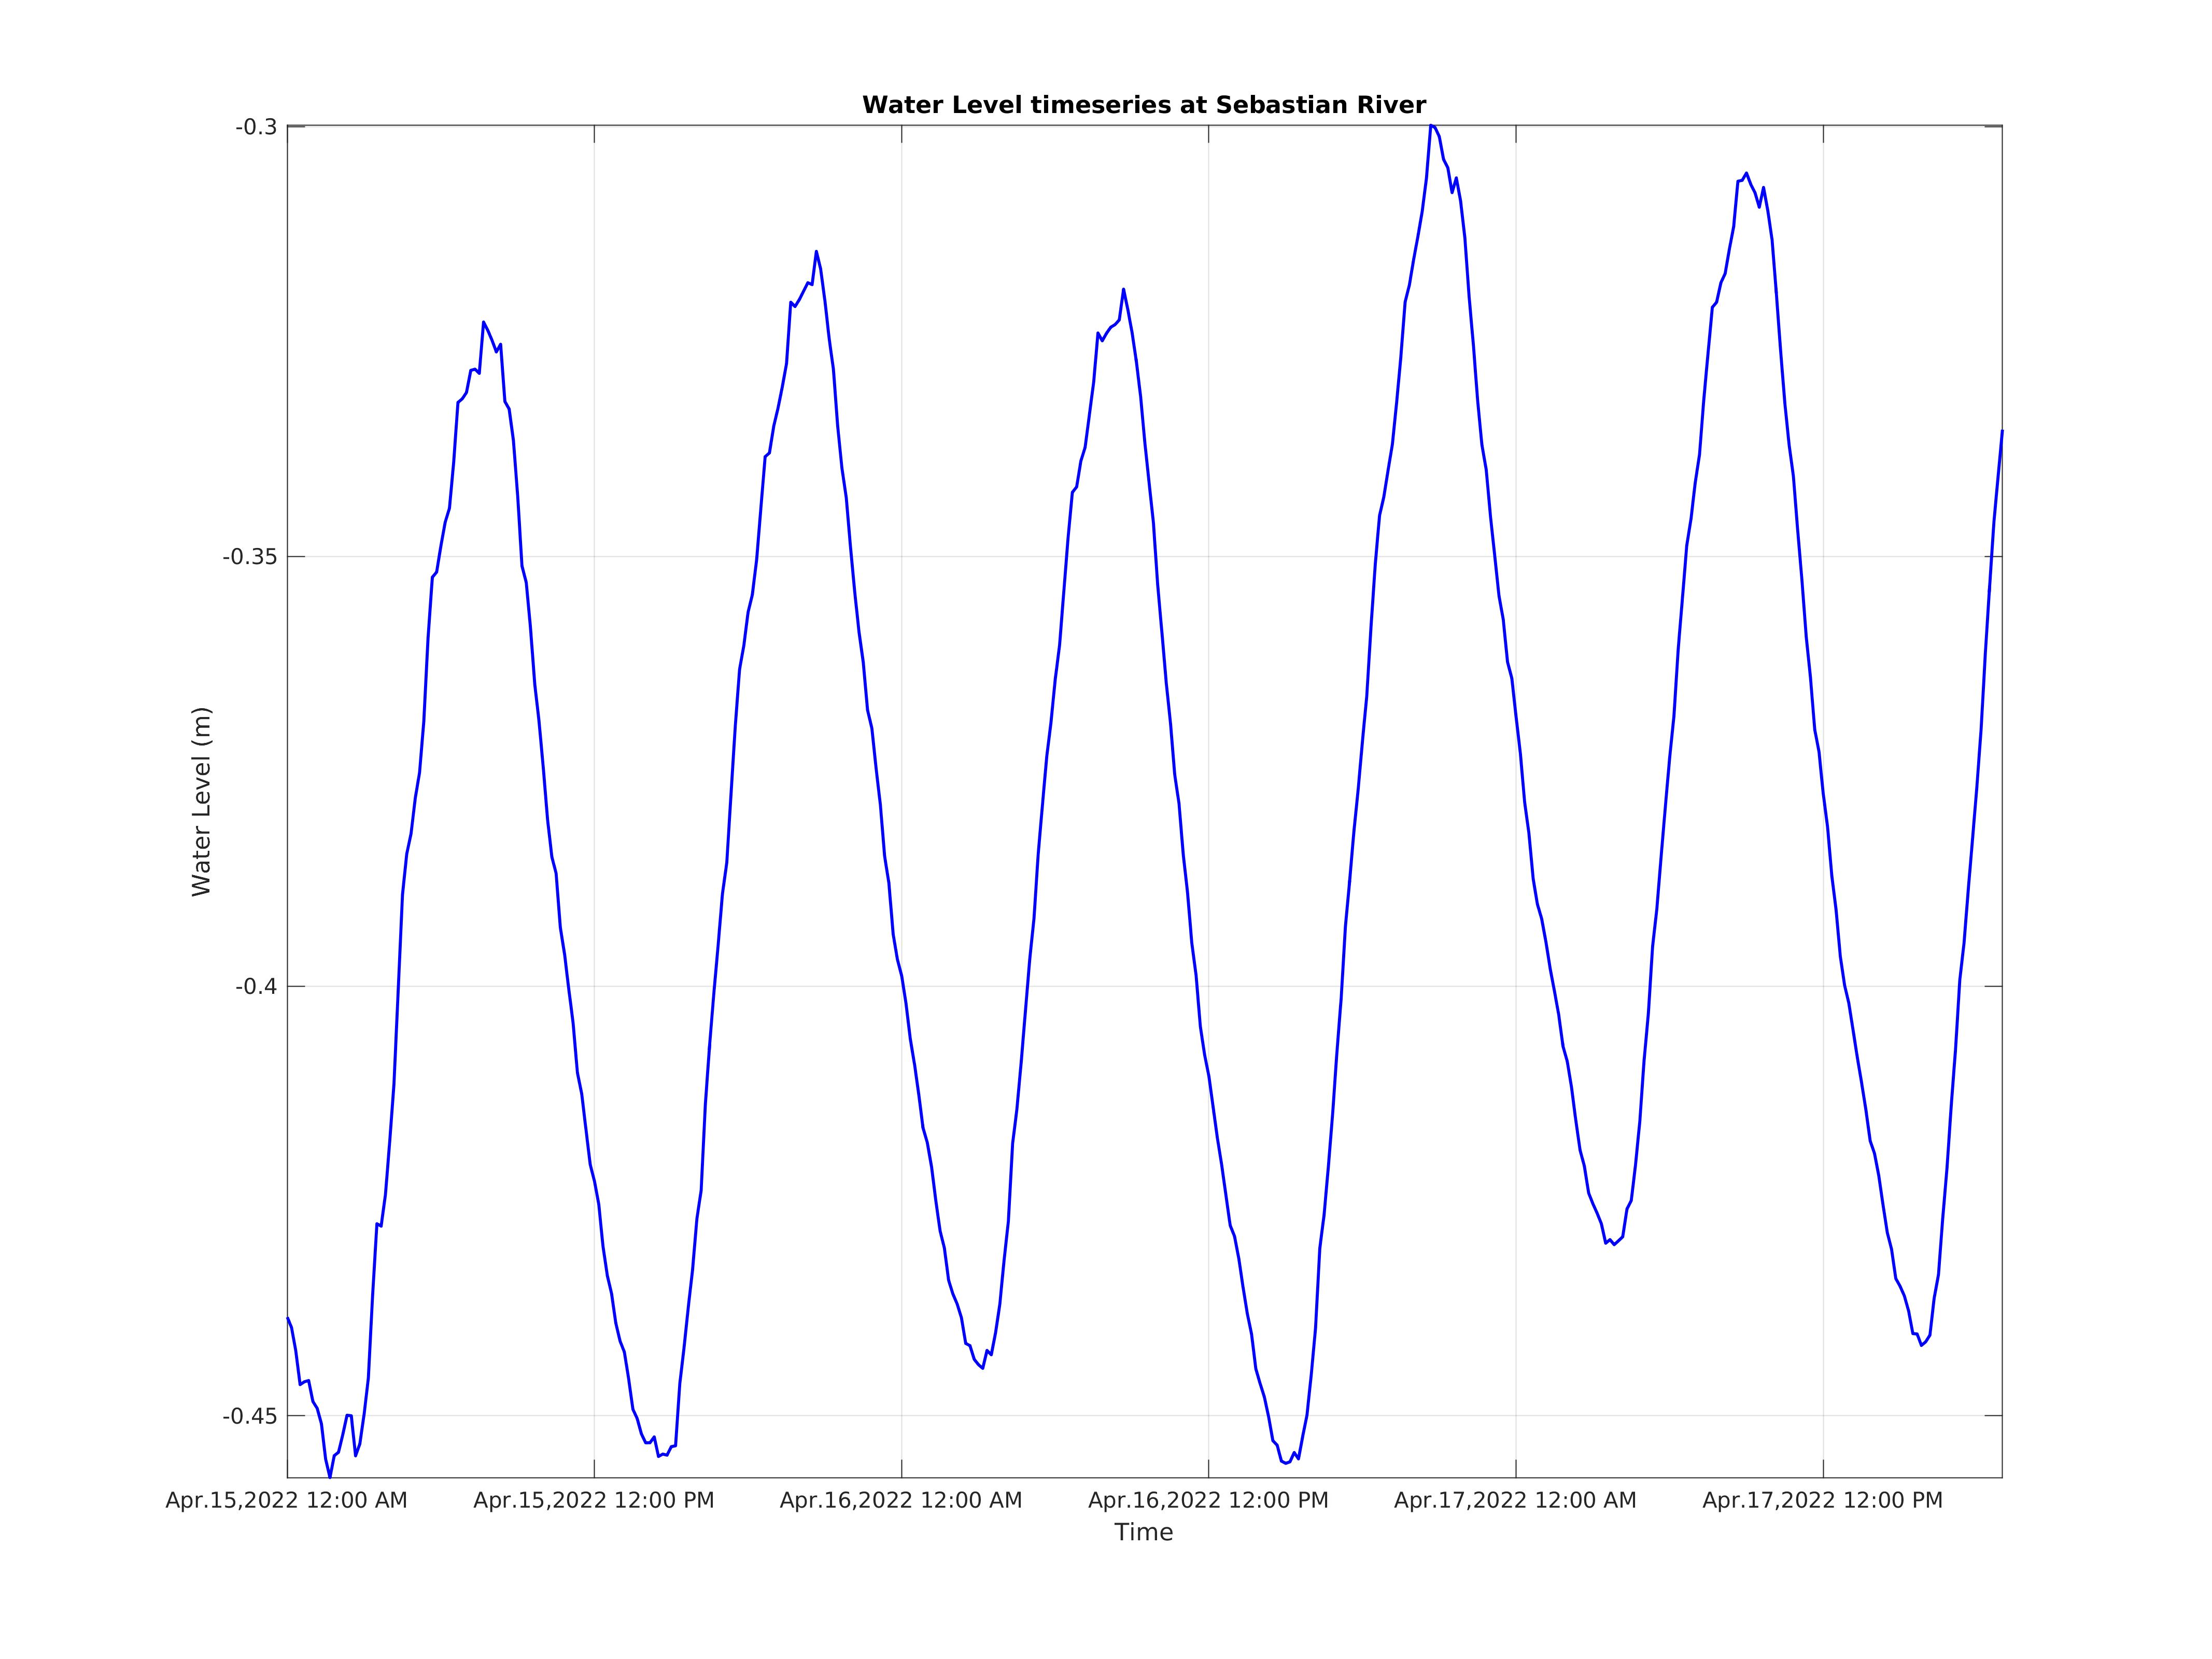 Water Level timeseries at Sebastian River
-0.3
-0.35
-0.4
-0.45
Water Level (m)
Apr.15,2022 12:00 AM
Apr.15,2022 12:00 PM
Apr.16,2022 12:00 AM
Apr.16,2022 12:00 PM
Apr.17,2022 12:00 AM
Apr.17,2022 12:00 PM
Time